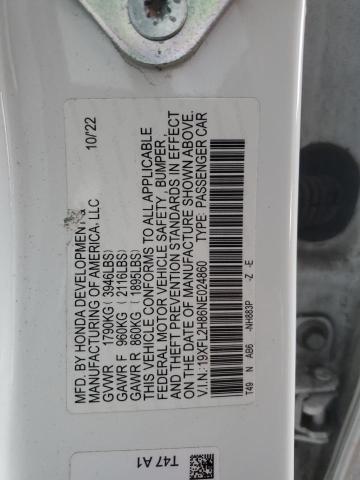 MFD. BY HONDA DEVELOPMENT & 10/22
MANUFACTURING OF AMERICA, LLC
GVWR 1790KG (3946LBS)
GAWR F 960KG (2116LBS)
GAWR R 860KG (1895LBS)
THIS VEHICLE CONFORMS TO ALL APPLICABLE
FEDERAL MOTOR VEHICLE SAFETY, BUMPER,
AND THEFT PREVENTION STANDARDS IN EFFECT
ON THE DATE OF MANUFACTURE SHOWN ABOVE.
V.I.N.: 19XFL2H86NE024860 TYPE: PASSENGER CAR
T49 N AB6 -NH883P -Z -E
T47 A1